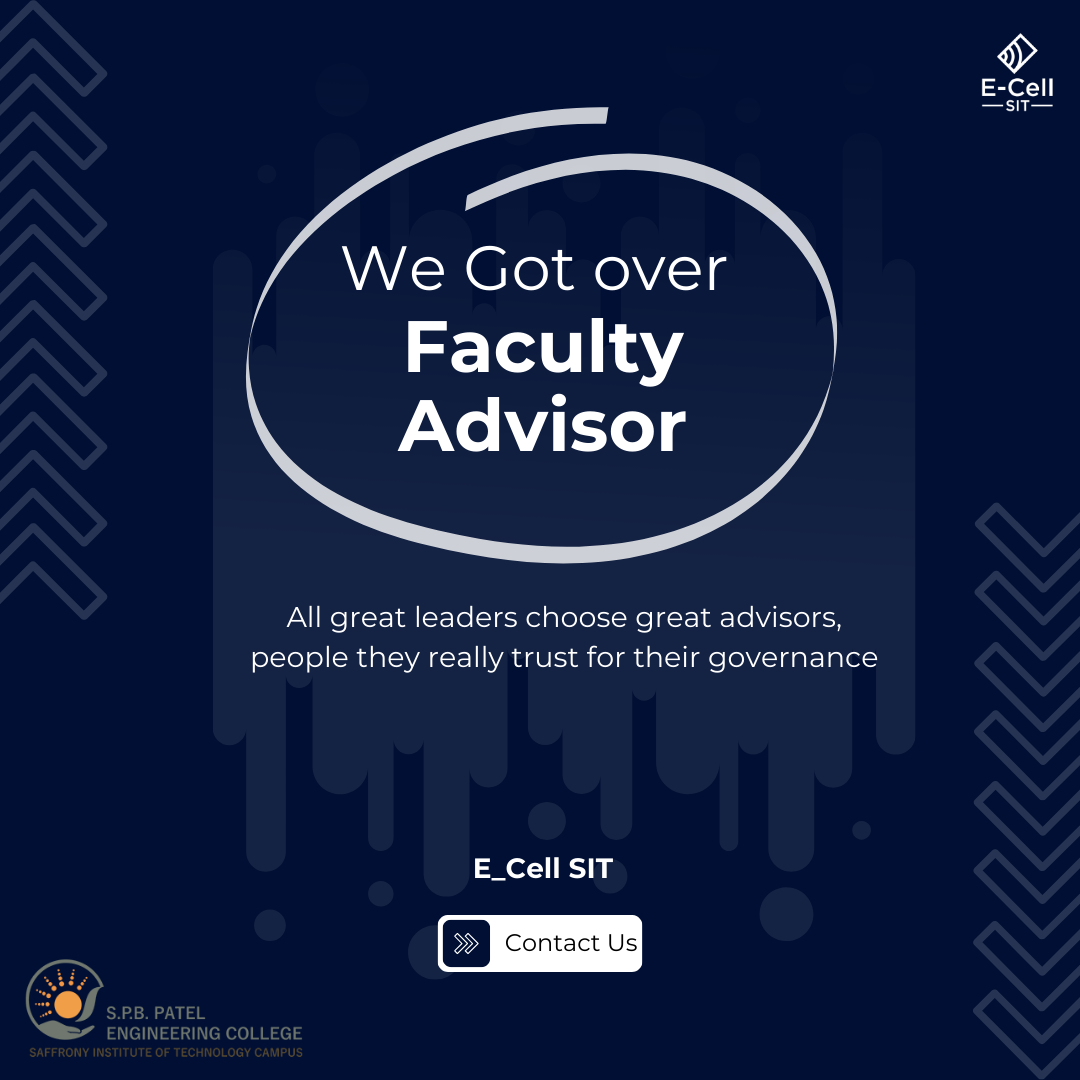 E-Cell
SIT
We Got over
Faculty
Advisor
All great leaders choose great advisors,
people they really trust for their governance
E_Cell SIT
Contact Us
S.P.B. PATEL
ENGINEERING COLLEGE
SAFFRONY INSTITUTE OF TECHNOLOGY CAMPUS